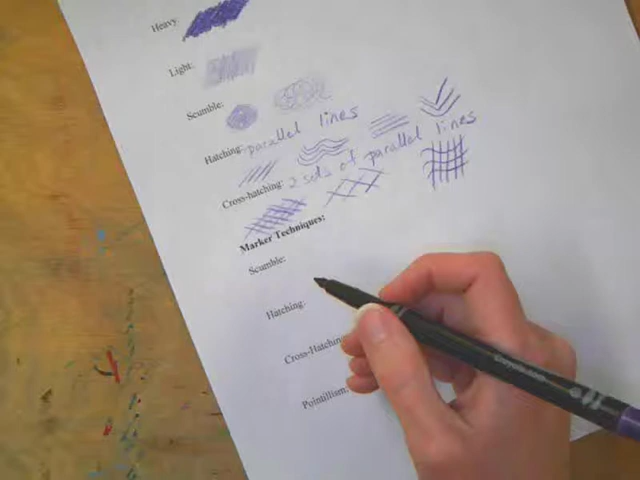 Heavy
Light:
Scumble:
Hatching: parallel lines
Cross-hatching: 2 sets of parallel lines
Marker Techniques:
Scumble:
Hatching.
Cross-Hatching
Pointillism.